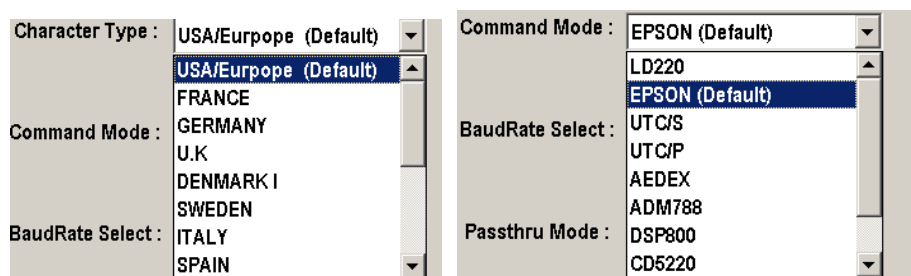 Character Type : USA/Eurpope (Default)
USA/Eurpope (Default)
FRANCE
Command Mode : GERMANY
U.K
DENMARK I
SWEDEN
BaudRate Select : ITALY
SPAIN
Command Mode : EPSON (Default)
LD220
EPSON (Default)
BaudRate Select : UTC/S
UTC/P
AEDEX
ADM788
Passthru Mode : DSP800
CD5220